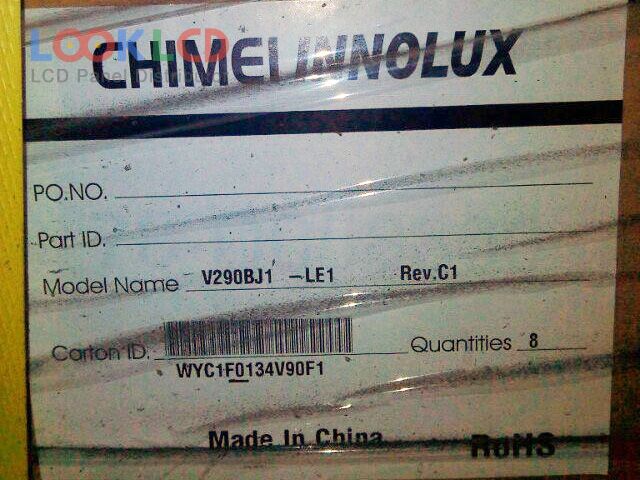 LOOKLCD
CHIMEI INNOLUX
LCD Panel
PO.NO.
Part ID.
Model Name V290BJ1 -LE1 Rev.C1
Carton ID.
Quantities 8
WYC1F0134V90F1
Made In China
RoHS